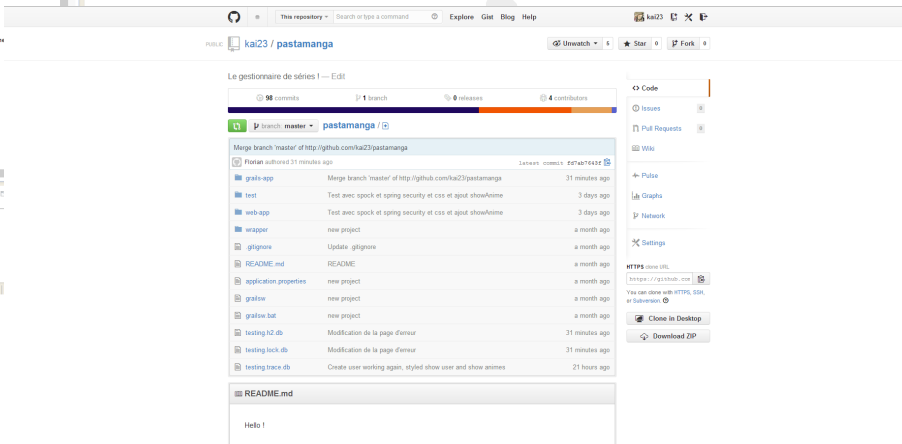 This repository Search or type a command Explore Gist Blog Help kai23
PUBLIC kai23 / pastamanga Unwatch 5 Star 0 Fork 0
Le gestionnaire de séries ! — Edit
98 commits 1 branch 0 releases 4 contributors
branch: master pastamanga /
Merge branch 'master' of http://github.com/kai23/pastamanga
Florian authored 31 minutes ago latest commit fd7ab7643f
grails-app Merge branch 'master' of http://github.com/kai23/pastamanga 31 minutes ago
test Test avec spock et spring security et css et ajout showAnime 3 days ago
web-app Test avec spock et spring security et css et ajout showAnime 3 days ago
wrapper new project a month ago
.gitignore Update .gitignore a month ago
README.md README a month ago
application.properties new project a month ago
grailsw new project a month ago
grailsw.bat new project a month ago
testing.h2.db Modification de la page d'erreur 31 minutes ago
testing.lock.db Modification de la page d'erreur 31 minutes ago
testing.trace.db Create user working again, styled show user and show animes 21 hours ago
README.md
Hello !
Code
Issues 0
Pull Requests 0
Wiki
Pulse
Graphs
Network
Settings
HTTPS clone URL
https://github.com
You can clone with HTTPS, SSH,
or Subversion.
Clone in Desktop
Download ZIP